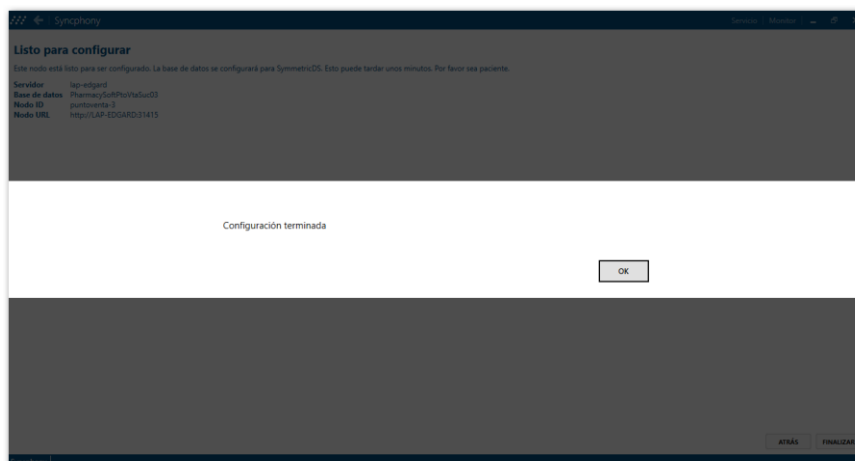 Syncphony
Servicio | Monitor
Listo para configurar
Este nodo está listo para ser configurado. La base de datos se configurará para SymmetricDS. Esto puede tardar unos minutos. Por favor sea paciente.
Servidor lap-edgard
Base de datos PharmacySoftPtoVtaSuc03
Nodo ID puntoventa-3
Nodo URL http://LAP-EDGARD:31415
Configuración terminada
OK
ATRÁS FINALIZAR